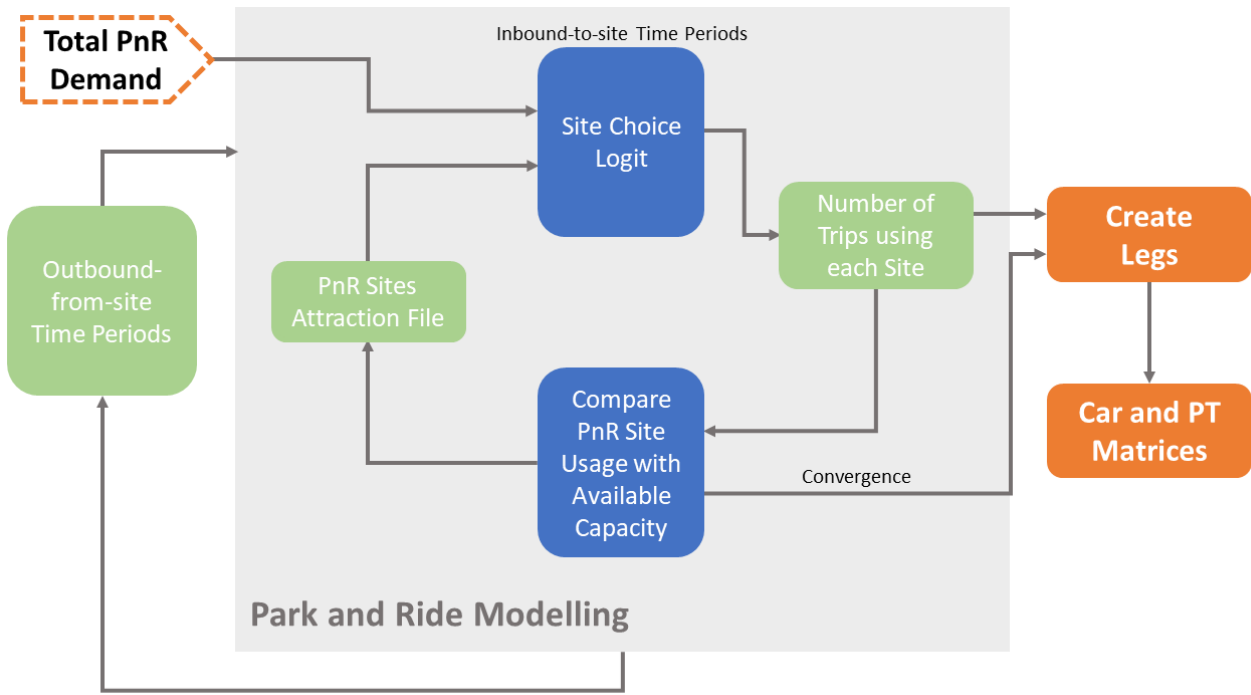 Total PnR
Demand
Inbound-to-site Time Periods
Site Choice
Logit
Number of
Trips using
each Site
Create
Legs
Outbound-
from-site
Time Periods
PnR Sites
Attraction File
Compare
PnR Site
Usage with
Available
Capacity
Convergence
Car and PT
Matrices
Park and Ride Modelling